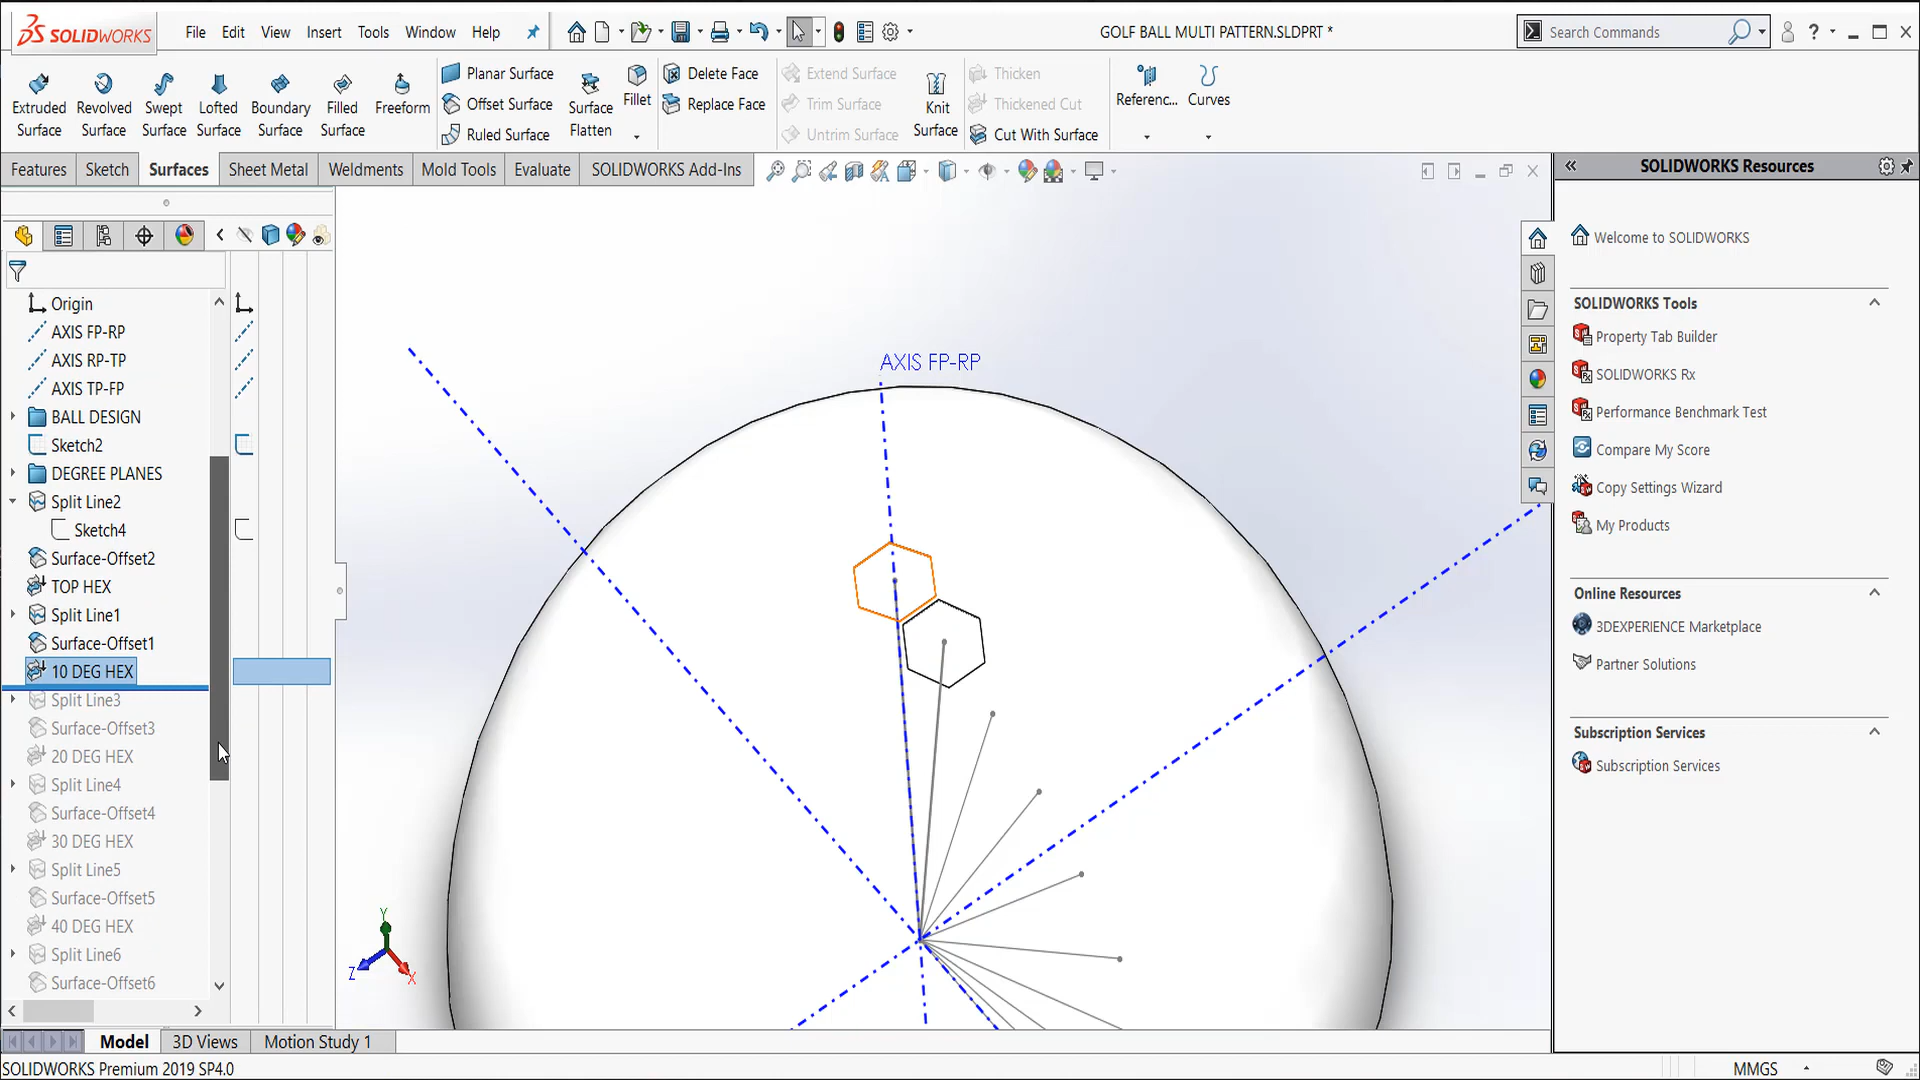 SOLIDWORKS
File Edit View Insert Tools Window Help
GOLF BALL MULTI PATTERN.SLDPRT *
Search Commands
Extruded Surface
Revolved Surface
Swept Surface
Lofted Surface
Boundary Surface
Filled Surface
Freeform
Planar Surface
Offset Surface
Ruled Surface
Surface Flatten
Fillet
Delete Face
Replace Face
Extend Surface
Trim Surface
Untrim Surface
Knit Surface
Thicken
Thickened Cut
Cut With Surface
Referenc...
Curves
Features Sketch Surfaces Sheet Metal Weldments Mold Tools Evaluate SOLIDWORKS Add-Ins
Origin
AXIS FP-RP
AXIS RP-TP
AXIS TP-FP
BALL DESIGN
Sketch2
DEGREE PLANES
Split Line2
Sketch4
Surface-Offset2
TOP HEX
Split Line1
Surface-Offset1
10 DEG HEX
Split Line3
Surface-Offset3
20 DEG HEX
Split Line4
Surface-Offset4
30 DEG HEX
Split Line5
Surface-Offset5
40 DEG HEX
Split Line6
Surface-Offset6
AXIS FP-RP
Y
Z
X
SOLIDWORKS Resources
Welcome to SOLIDWORKS
SOLIDWORKS Tools
Property Tab Builder
SOLIDWORKS Rx
Performance Benchmark Test
Compare My Score
Copy Settings Wizard
My Products
Online Resources
3DEXPERIENCE Marketplace
Partner Solutions
Subscription Services
Subscription Services
Model 3D Views Motion Study 1
SOLIDWORKS Premium 2019 SP4.0
MMGS